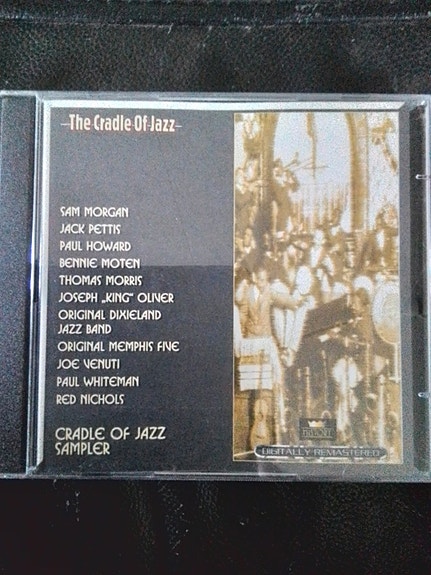 The Cradle Of Jazz
SAM MORGAN
JACK PETTIS
PAUL HOWARD
BENNIE MOTEN
THOMAS MORRIS
JOSEPH „KING" OLIVER
ORIGINAL DIXIELAND
JAZZ BAND
ORIGINAL MEMPHIS FIVE
JOE VENUTI
PAUL WHITEMAN
RED NICHOLS
CRADLE OF JAZZ
SAMPLER
DIGITALLY REMASTERED